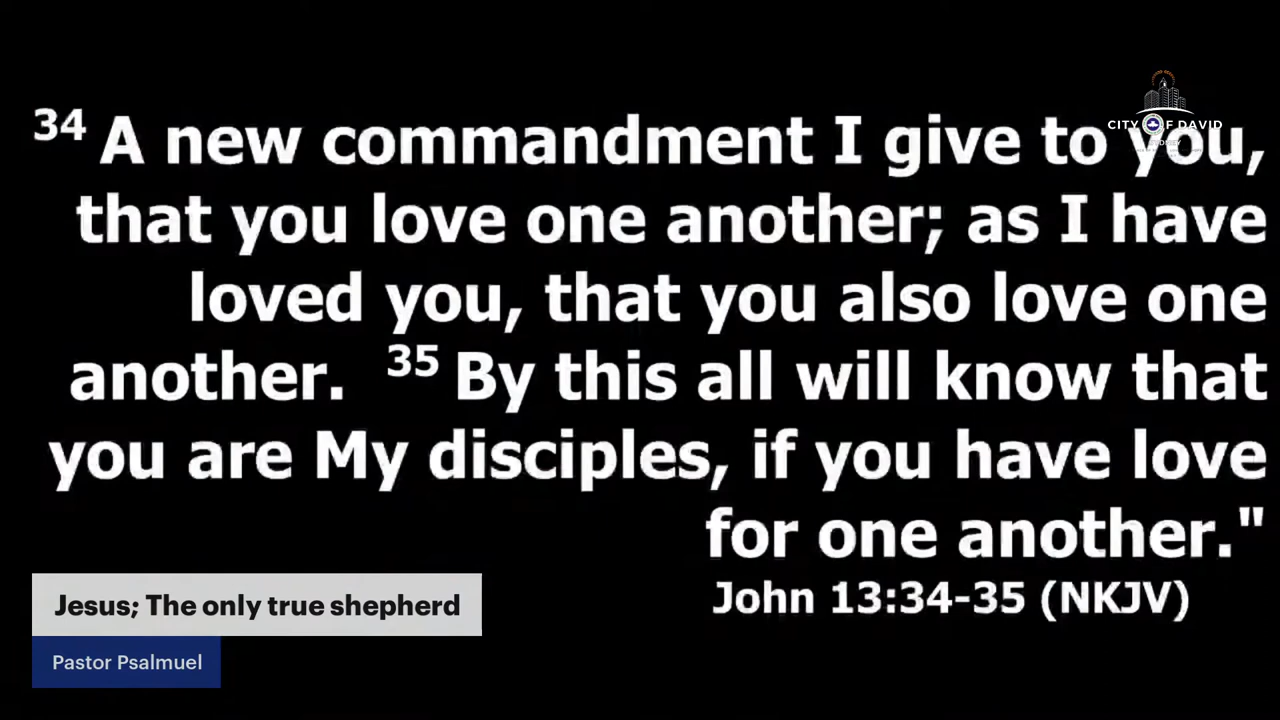 34 A new commandment I give to you,
that you love one another; as I have
loved you, that you also love one
another. 35 By this all will know that
you are My disciples, if you have love
for one another."
John 13:34-35 (NKJV)
CITY OF DAVID
Jesus; The only true shepherd
Pastor Psalmuel